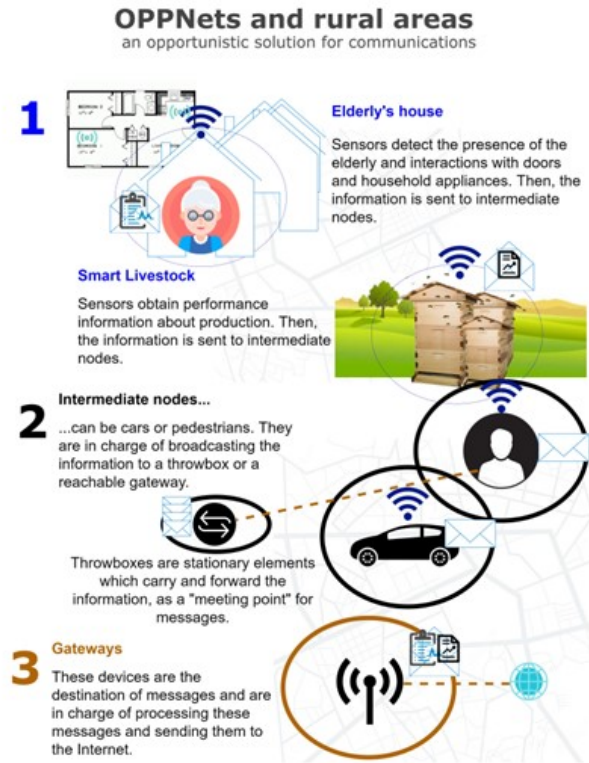 OPPNets and rural areas
an opportunistic solution for communications
1
Elderly's house
Sensors detect the presence of the
elderly and interactions with doors
and household appliances. Then, the
information is sent to intermediate
nodes.
Smart Livestock
Sensors obtain performance
information about production. Then,
the information is sent to intermediate
nodes.
2
Intermediate nodes...
...can be cars or pedestrians. They
are in charge of broadcasting the
information to a throwbox or a
reachable gateway.
Throwboxes are stationary elements
which carry and forward the
information, as a "meeting point" for
messages.
3
Gateways
These devices are the
destination of messages and are
in charge of processing these
messages and sending them to
the Internet.